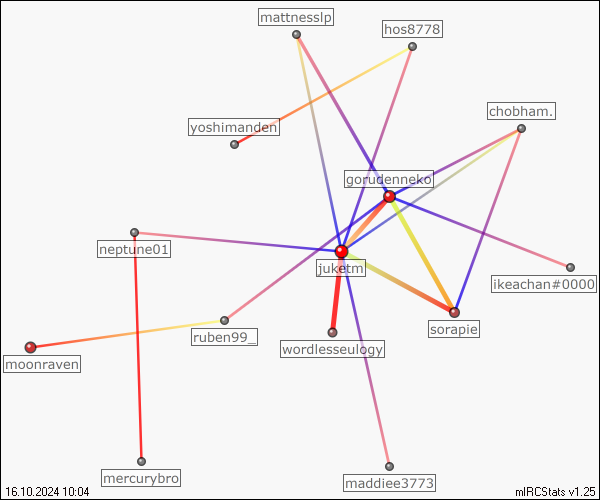 mattnesslp
hos8778
chobham.
yoshimanden
gorudenneko
neptune01
juketm
ikeachan#0000
ruben99_
sorapie
wordlesseulogy
moonraven
mercurybro
maddiee3773
16.10.2024 10:04
mIRCStats v1.25